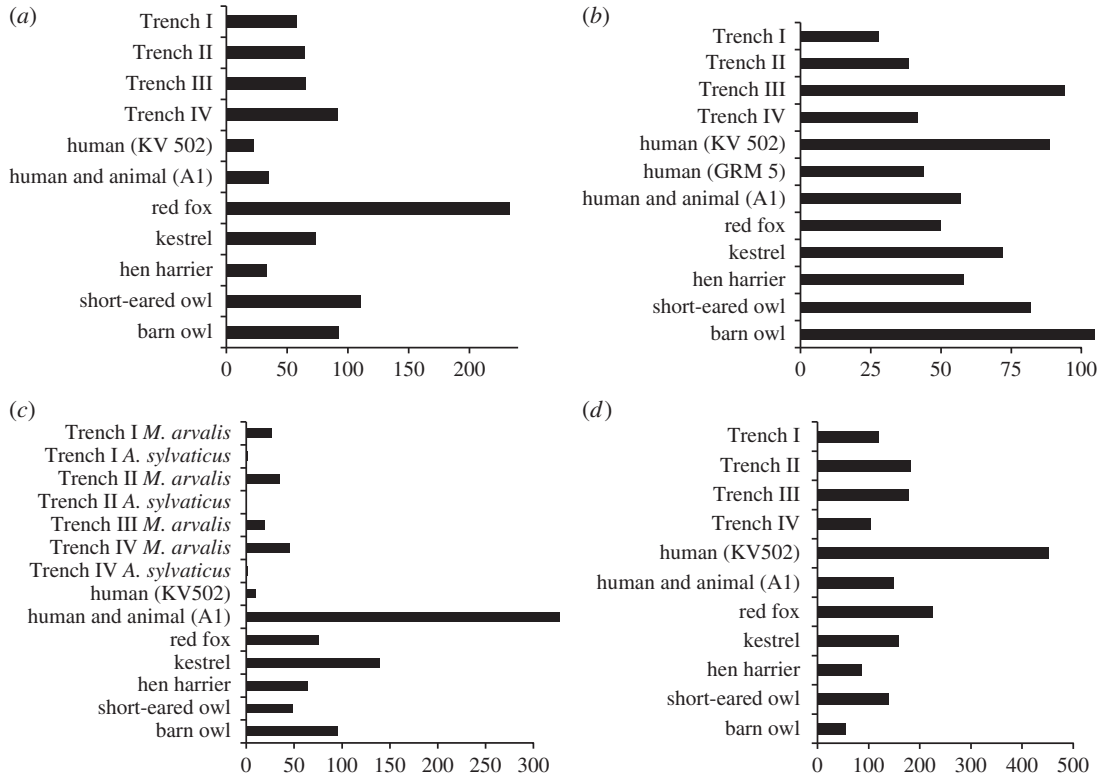 (a)
Trench I
Trench II
Trench III
Trench IV
human (KV 502)
human and animal (A1)
red fox
kestrel
hen harrier
short-eared owl
barn owl
0 50 100 150 200
(b)
Trench I
Trench II
Trench III
Trench IV
human (KV 502)
human (GRM 5)
human and animal (A1)
red fox
kestrel
hen harrier
short-eared owl
barn owl
0 25 50 75 100
(c)
Trench I M. arvalis
Trench I A. sylvaticus
Trench II M. arvalis
Trench II A. sylvaticus
Trench III M. arvalis
Trench IV M. arvalis
Trench IV A. sylvaticus
human (KV502)
human and animal (A1)
red fox
kestrel
hen harrier
short-eared owl
barn owl
0 50 100 150 200 250 300
(d)
Trench I
Trench II
Trench III
Trench IV
human (KV502)
human and animal (A1)
red fox
kestrel
hen harrier
short-eared owl
barn owl
0 100 200 300 400 500